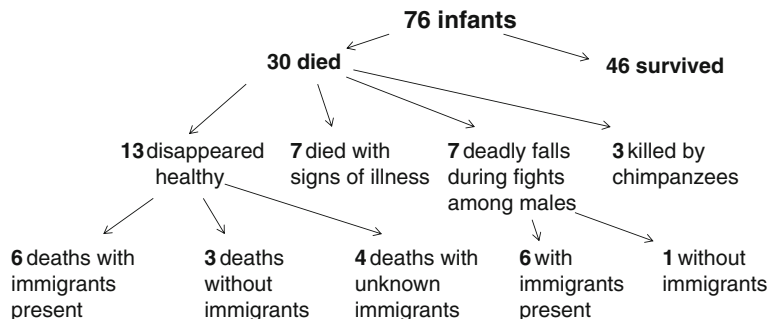 76 infants
30 died
46 survived
13 disappeared
healthy
7 died with
signs of illness
7 deadly falls
during fights
among males
3 killed by
chimpanzees
6 deaths with
immigrants
present
3 deaths
without
immigrants
4 deaths with
unknown
immigrants
6 with
immigrants
present
1 without
immigrants